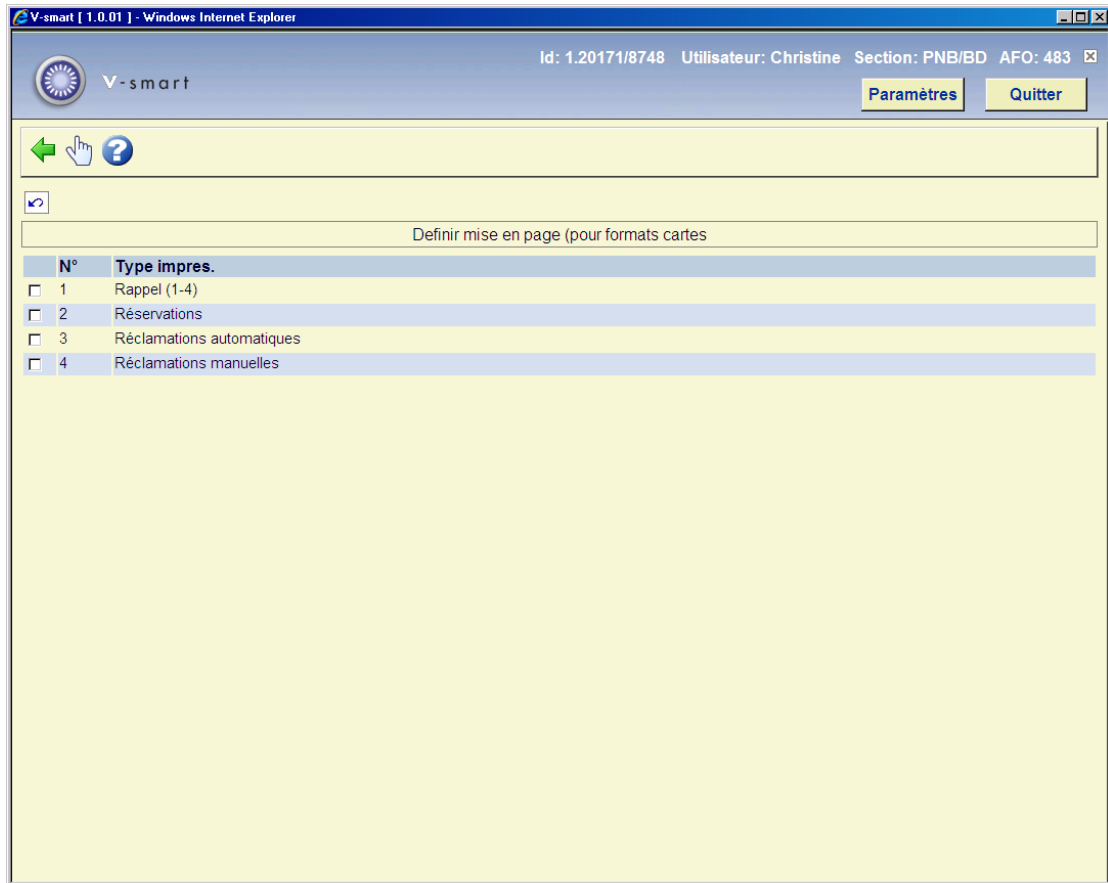 V-smart [ 1.0.01 ] - Windows Internet Explorer
Id: 1.20171/8748 Utilisateur: Christine Section: PNB/BD AFO: 483
V-smart
Paramètres Quitter
?
Definir mise en page (pour formats cartes
N° Type impres.
1 Rappel (1-4)
2 Réservations
3 Réclamations automatiques
4 Réclamations manuelles